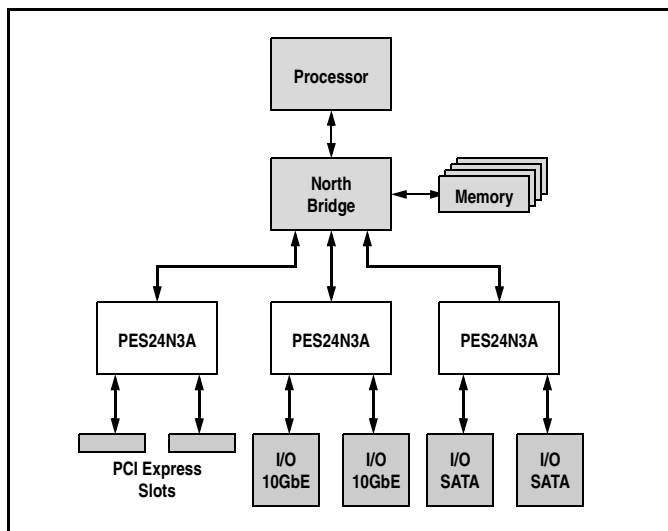 Processor
North
Bridge
Memory
PES24N3A
PES24N3A
PES24N3A
PCI Express
Slots
I/O
10GbE
I/O
10GbE
I/O
SATA
I/O
SATA